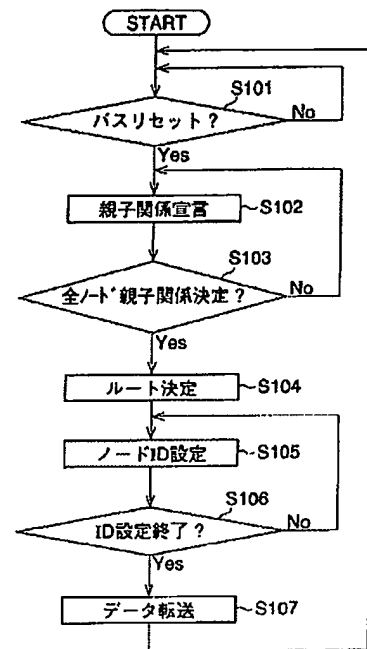 START
S101
バスリセット？
No
Yes
親子関係宣言
S102
S103
全ノード親子関係決定？
No
Yes
ルート決定
S104
ノードID設定
S105
S106
ID設定終了？
No
Yes
データ転送
S107